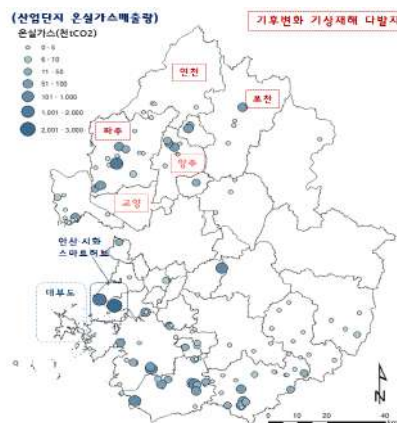 (산업단지 온실가스배출량)
온실가스(천tCO2)
0 - 5
6 - 10
11 - 50
51 - 100
101 - 1,000
1,001 - 2,000
2,001 - 3,000
기후변화 기상재해 다발지
연천
포천
파주
양주
고양
안산·시화
스마트허브
대부도
0 10 20 40